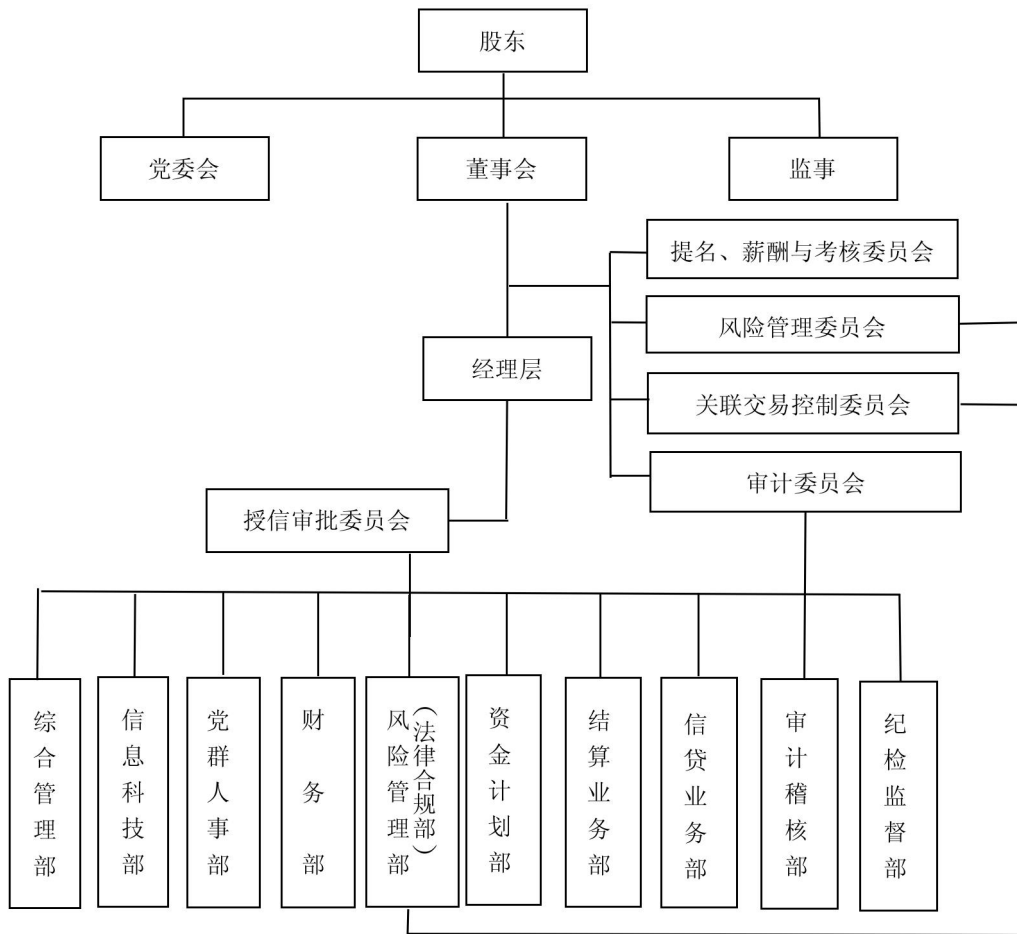 股东
党委会
董事会
监事
提名、薪酬与考核委员会
风险管理委员会
经理层
关联交易控制委员会
审计委员会
授信审批委员会
综合管理部
信息科技部
党群人事部
财务部
风险管理部
（法律合规部）
资金计划部
结算业务部
信贷业务部
审计稽核部
纪检监督部